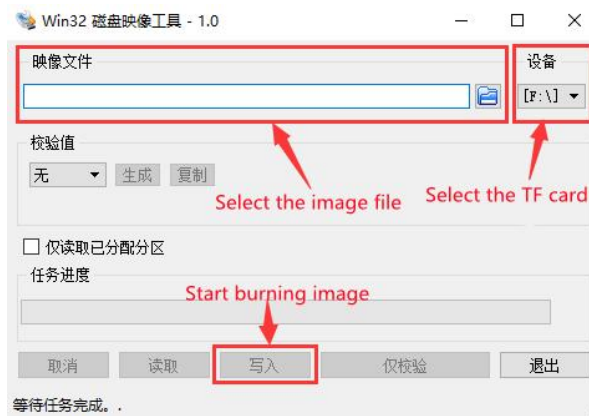 Win32 磁盘映像工具 - 1.0
映像文件
设备
[F:\]
校验值
无
生成
复制
Select the image file
Select the TF card
仅读取已分配分区
任务进度
Start burning image
取消
读取
写入
仅校验
退出
等待任务完成。.